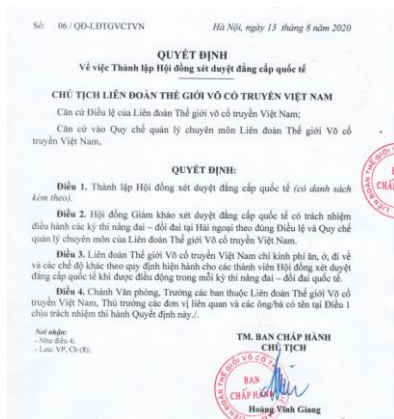 Số: 06 / QĐ-LĐTGVCTVN Hà Nội, ngày 13 tháng 8 năm 2020
QUYẾT ĐỊNH
Về việc Thành lập Hội đồng xét duyệt đẳng cấp quốc tế
CHỦ TỊCH LIÊN ĐOÀN THẾ GIỚI VÕ CỔ TRUYỀN VIỆT NAM
Căn cứ Điều lệ của Liên đoàn Thế giới võ cổ truyền Việt Nam;
Căn cứ vào Quy chế quản lý chuyên môn Liên đoàn Thế giới Võ cổ
truyền Việt Nam,
QUYẾT ĐỊNH:
Điều 1. Thành lập Hội đồng xét duyệt đẳng cấp quốc tế (có danh sách
kèm theo).
Điều 2. Hội đồng Giám khảo xét duyệt đẳng cấp quốc tế có trách nhiệm
điều hành các kỳ thi nâng đai – đổi đai tại Hải ngoại theo đúng Điều lệ và Quy chế
quản lý chuyên môn của Liên đoàn Thế giới Võ cổ truyền Việt Nam.
Điều 3. Liên đoàn Thế giới Võ cổ truyền Việt Nam chi kinh phí ăn, ở, đi về
và các chế độ khác theo quy định hiện hành cho các thành viên Hội đồng xét duyệt
đẳng cấp quốc tế khi được điều động trong mỗi kỳ thi nâng đai – đổi đai quốc tế.
Điều 4. Chánh Văn phòng, Trưởng các ban thuộc Liên đoàn Thế giới Võ cổ
truyền Việt Nam, Thủ trưởng các đơn vị liên quan và các ông/bà có tên tại Điều 1
chịu trách nhiệm thi hành Quyết định này./.
Nơi nhận:
- Như điều 4;
- Lưu: VP, Ch (8);
TM. BAN CHẤP HÀNH
CHỦ TỊCH
BAN
CHẤP HÀNH
Hoàng Vĩnh Giang